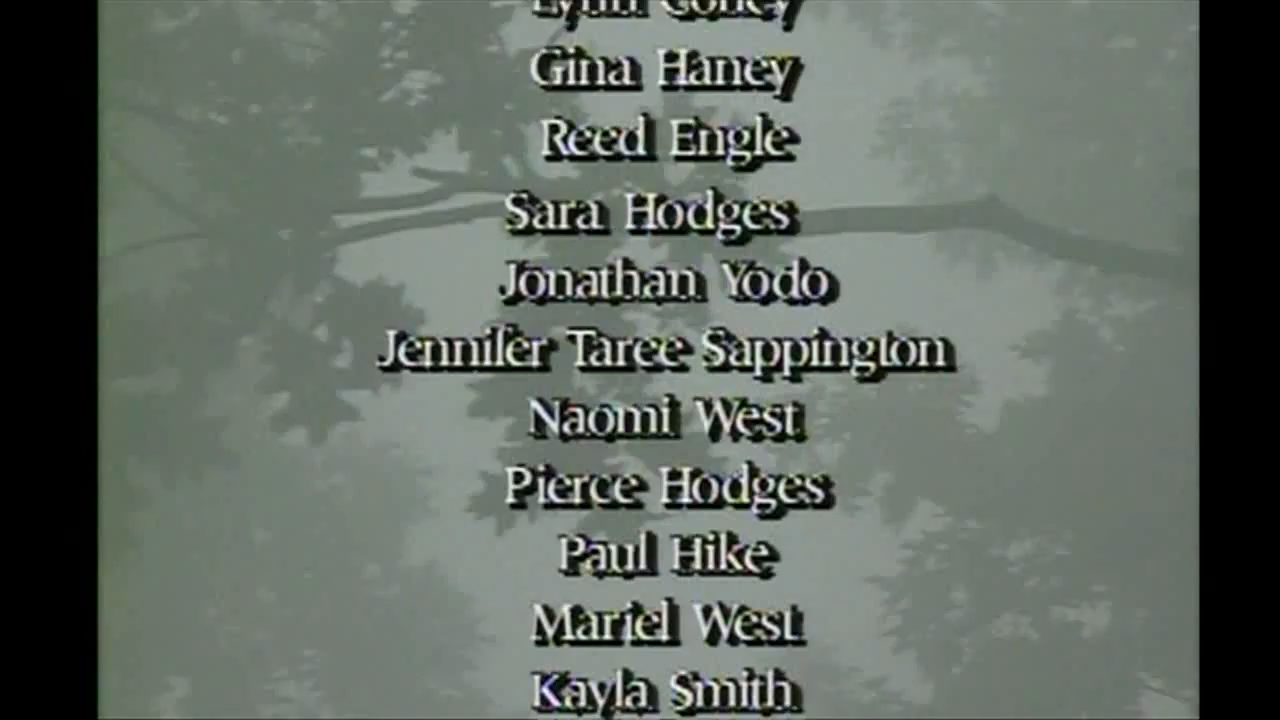 Gina Haney
Reed Engle
Sara Hodges
Jonathan Yodo
Jennifer Taree Sappington
Naomi West
Pierce Hodges
Paul Hike
Mariel West
Kayla Smith